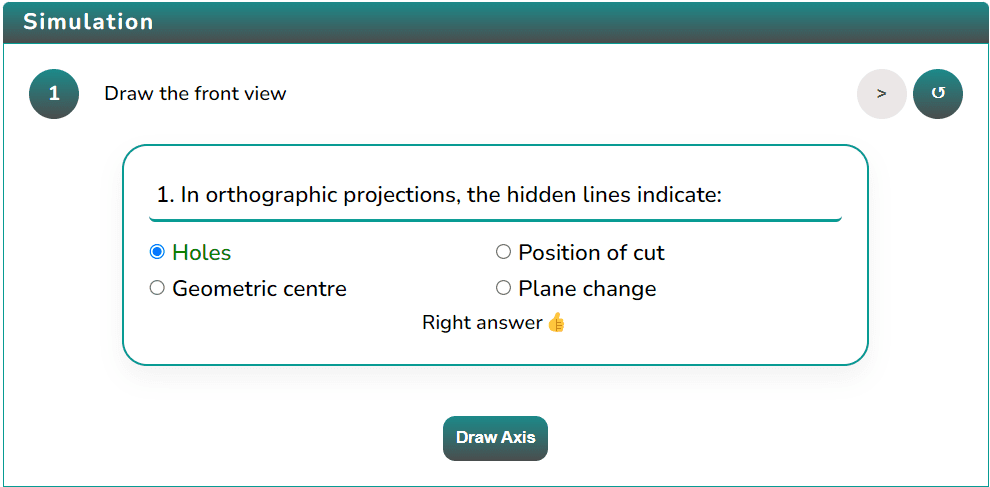 Simulation
1 Draw the front view > ↺
1. In orthographic projections, the hidden lines indicate:
Holes Position of cut
Geometric centre Plane change
Right answer👍
Draw Axis